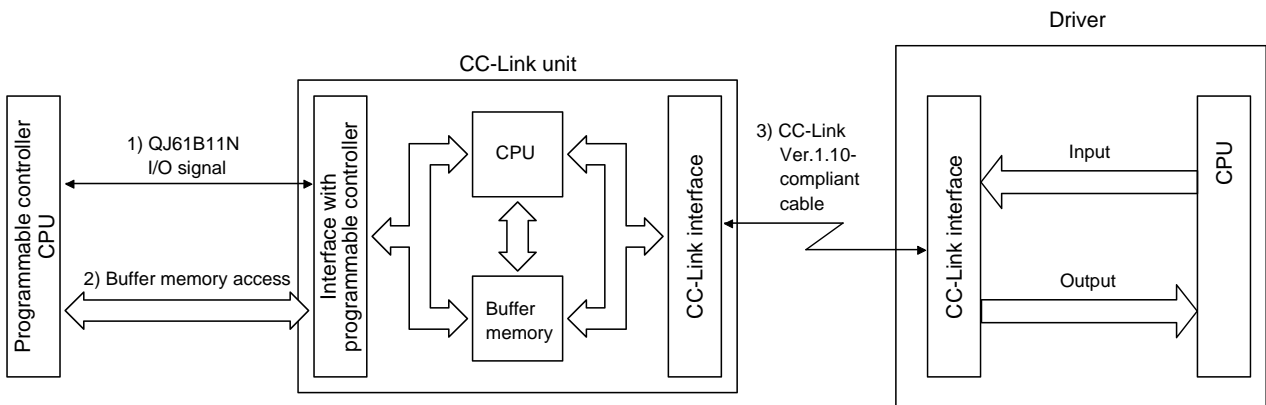 Driver
CC-Link unit
Programmable controller
CPU
1) QJ61B11N
I/O signal
2) Buffer memory access
Interface with
programmable controller
CPU
Buffer
memory
CC-Link interface
3) CC-Link
Ver.1.10-
compliant
cable
CC-Link interface
Input
Output
CPU